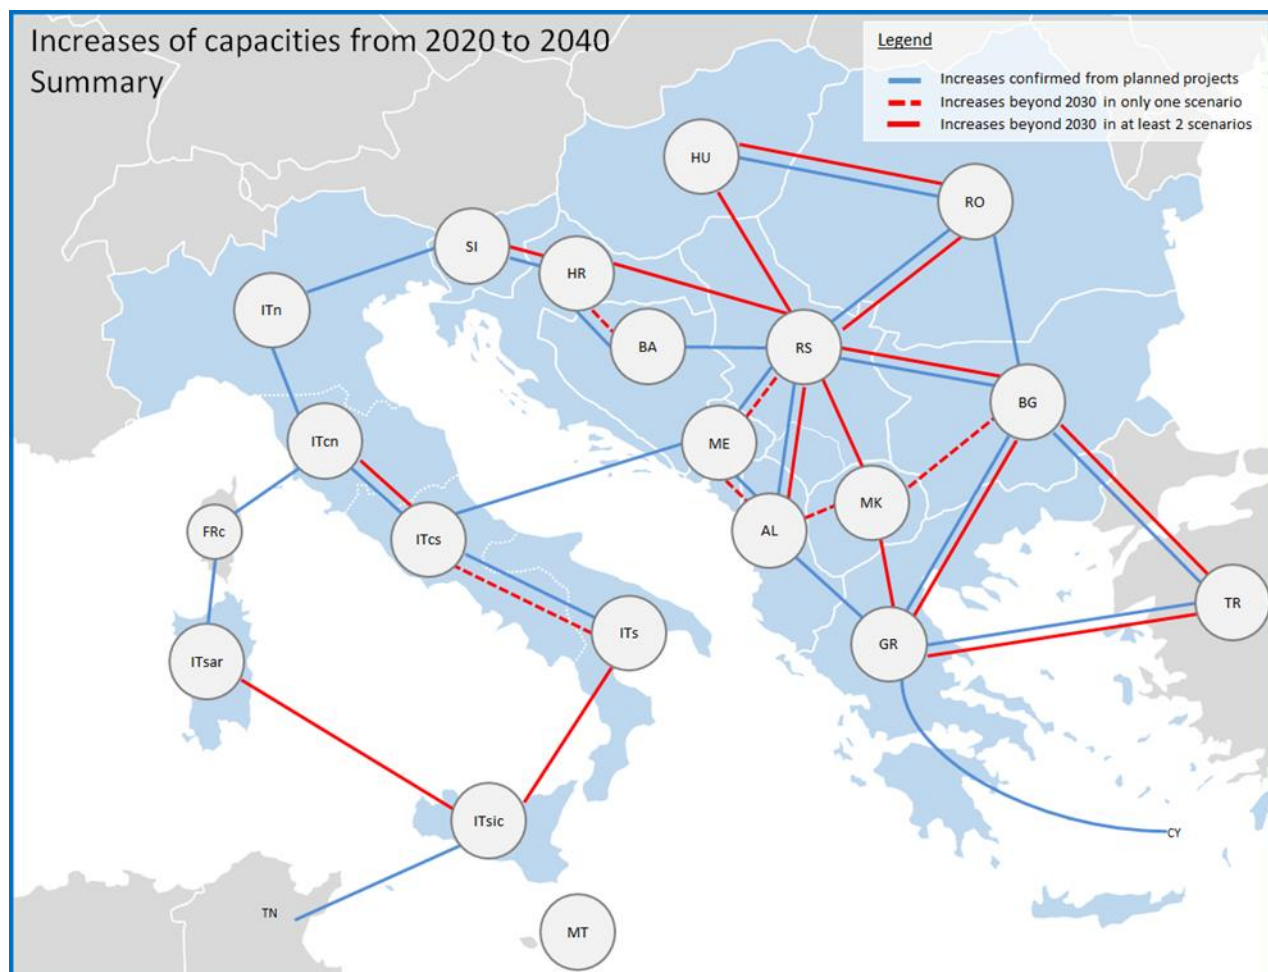 Increases of capacities from 2020 to 2040
Summary
Legend
Increases confirmed from planned projects
Increases beyond 2030 in only one scenario
Increases beyond 2030 in at least 2 scenarios
HU
RO
SI
HR
ITn
BA
RS
BG
ITcn
ME
MK
FRc
ITcs
AL
TR
ITs
GR
ITsar
ITsic
CY
TN
MT